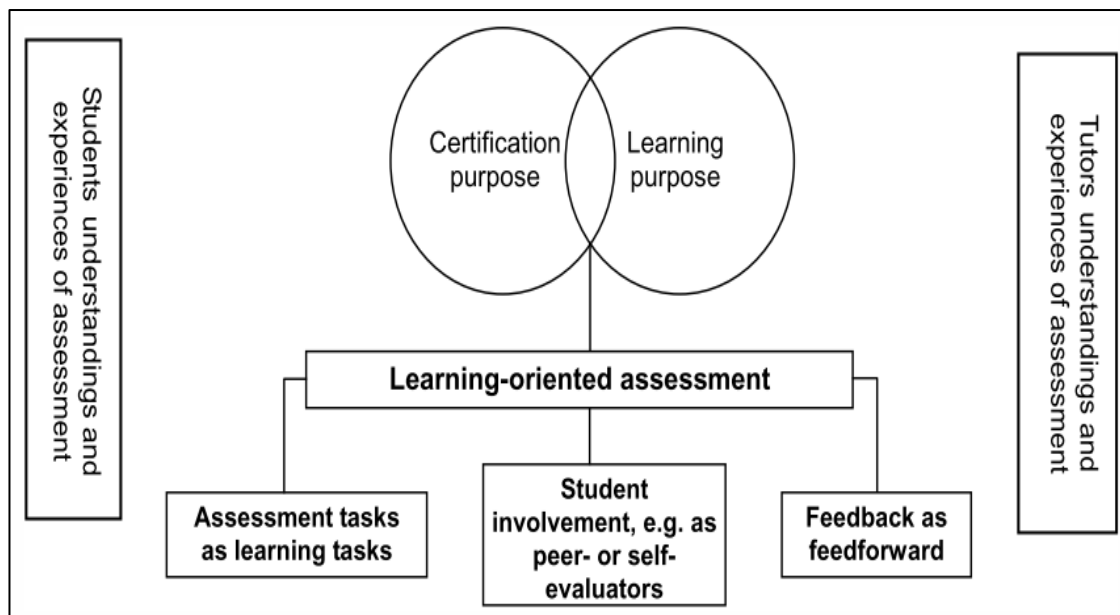 Students understandings and
experiences of assessment
Certification
purpose
Learning
purpose
Tutors understandings and
experiences of assessment
Learning-oriented assessment
Assessment tasks
as learning tasks
Student
involvement, e.g. as
peer- or self-
evaluators
Feedback as
feedforward